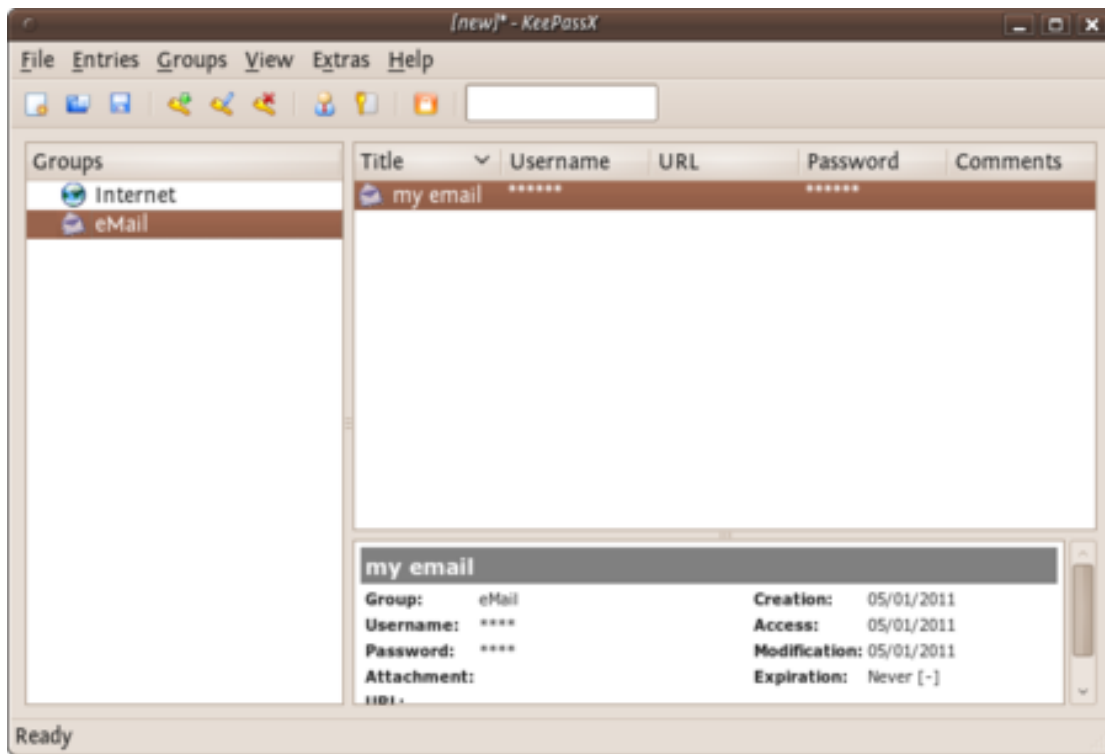 [new]* - KeePassX
File Entries Groups View Extras Help
Groups
Title Username URL Password Comments
Internet
eMail
my email ****** ******
my email
Group: eMail Creation: 05/01/2011
Username: **** Access: 05/01/2011
Password: **** Modification: 05/01/2011
Attachment: Expiration: Never [-]
URL:
Ready